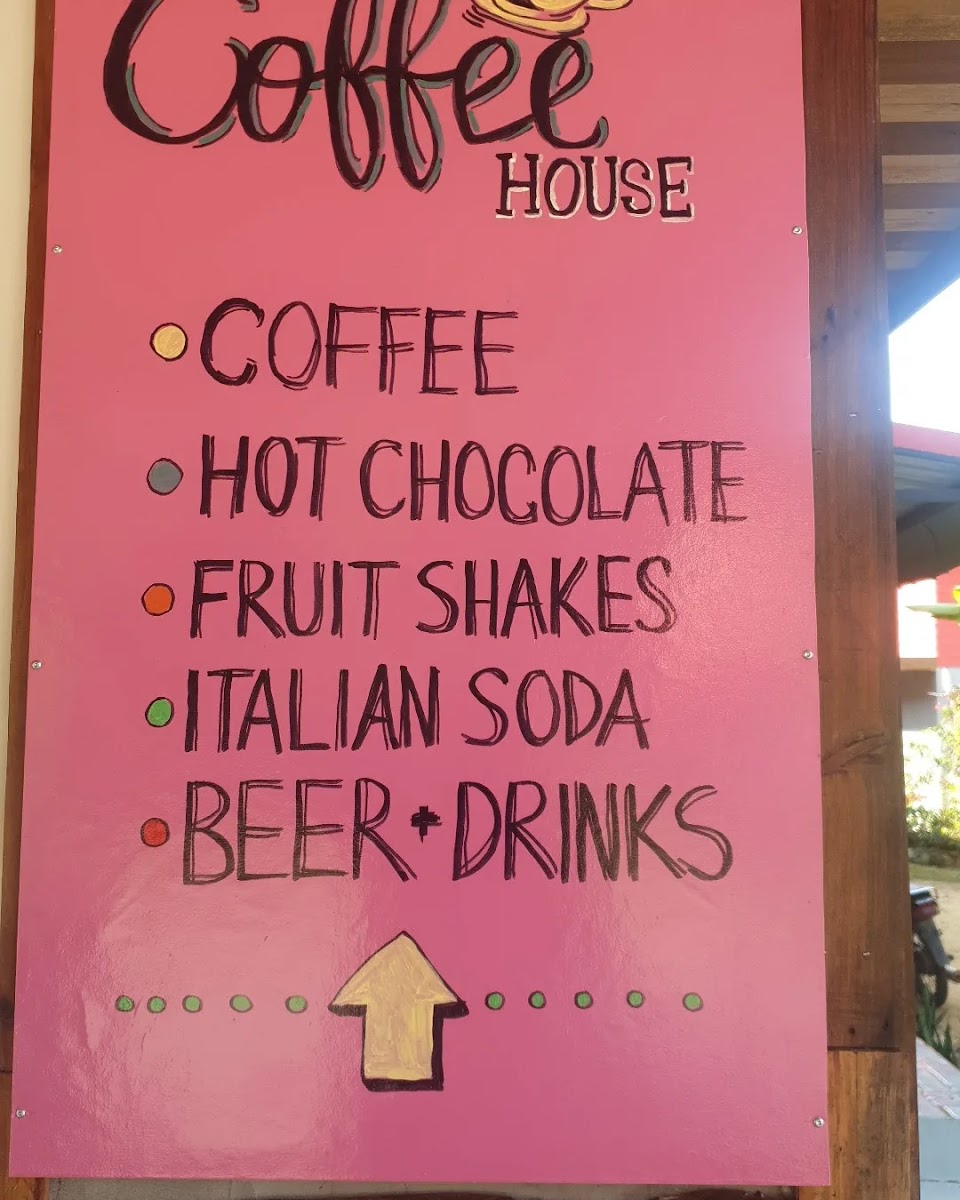 Coffee
HOUSE
COFFEE
HOT CHOCOLATE
FRUIT SHAKES
ITALIAN SODA
BEER + DRINKS